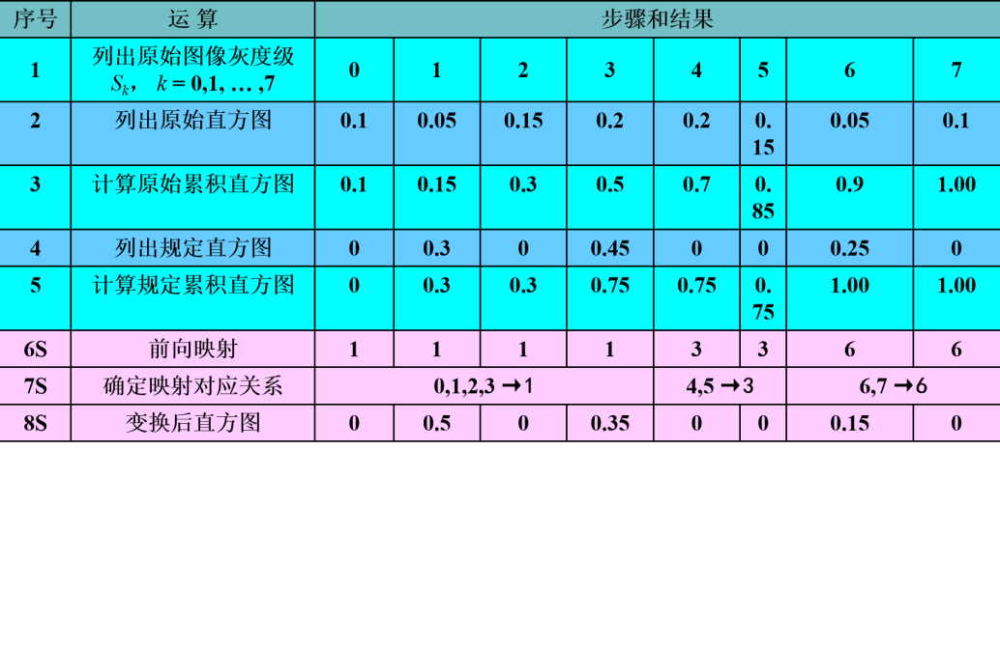 序号 运 算 步骤和结果
1 列出原始图像灰度级 0 1 2 3 4 5 6 7
Sk， k = 0,1, … ,7
2 列出原始直方图 0.1 0.05 0.15 0.2 0.2 0. 0.05 0.1
15
3 计算原始累积直方图 0.1 0.15 0.3 0.5 0.7 0. 0.9 1.00
85
4 列出规定直方图 0 0.3 0 0.45 0 0 0.25 0
5 计算规定累积直方图 0 0.3 0.3 0.75 0.75 0. 1.00 1.00
75
6S 前向映射 1 1 1 1 3 3 6 6
7S 确定映射对应关系 0,1,2,3 →1 4,5 →3 6,7 →6
8S 变换后直方图 0 0.5 0 0.35 0 0 0.15 0